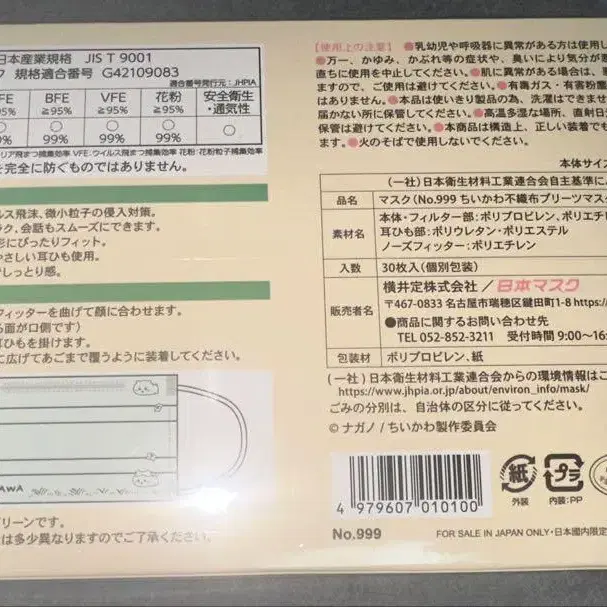 日本産業規格 JIS T 9001
規格適合番号 G42109083
適合番号発行元:JHPIA
FE BFE VFE 花粉 安全衛生・通気性
≧95% ≧95% ≧95%
99% 99% 99% 99%
VFE:ウイルス飛まつ捕集効率 花粉:花粉粒子捕集効率
を完全に防ぐものではありません。
ルス飛沫、微小粒子の侵入対策。
ラク、会話もスムーズにできます。
形にぴったりフィット。
やさしい耳ひも使用。
でしっとり感。
フィッターを曲げて顔に合わせます。
る面が口側です)
耳ひもを掛けます。
に広げてあごまで覆うように装着してください。
AWA
リーンです。
は多少異なりますのでご了承ください。
【使用上の注意】●乳幼児や呼吸器に異常がある方は使用し
●万一、かゆみ、かぶれ等の症状や、臭いにより気分が悪
直ちに使用を中止してください。●肌に異常がある場合は、
ますので、ご使用は避けてください。●有毒ガス・有害粉塵
はありません。●本品は使いきり製品の為、洗濯はできませ
届かない所に保管してください。●高温多湿な場所、直射日
保管は避けてください。●本商品は構造上、正しい装着でも
ます。●火のそばで使用しないでください。
本体サイズ
(一社)日本衛生材料工業連合会自主基準によ
品名 マスク(No.999 ちいかわ不織布プリーツマス
素材名 本体・フィルター部:ポリプロピレン、ポリエチレ
耳ひも部:ポリウレタン・ポリエステル
ノーズフィッター:ポリエチレン
入数 30枚入(個別包装)
販売者名 横井定株式会社/日本マスク
〒467-0833 名古屋市瑞穂区鍵田町1-8 https://
●商品に関するお問い合わせ先
TEL 052-852-3211 受付時間 9:00〜16:
包装材 ポリプロピレン、紙
(一社)日本衛生材料工業連合会からの環境情報はこ
https://www.jhpia.or.jp/about/environ_info/mask/
ごみの分別は、自治体の区分に従ってください。
© ナガノ / ちいかわ製作委員会
4 979607 010100
紙
外装
プラ
内装:PP
No.999
FOR SALE IN JAPAN ONLY・日本国内限定